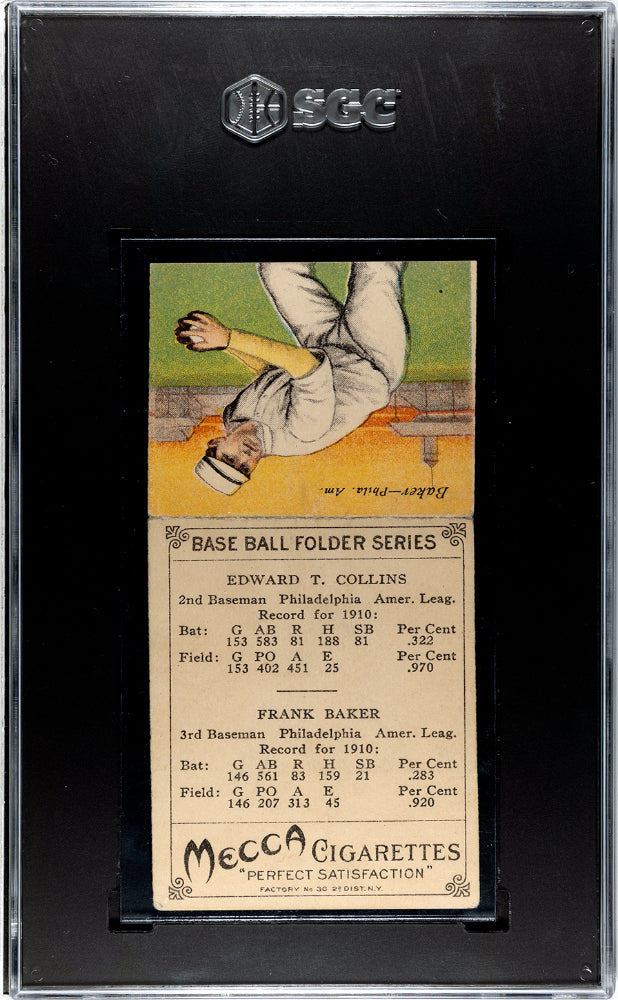 SGC
Baker—Phila. Am.
BASE BALL FOLDER SERIES
EDWARD T. COLLINS
2nd Baseman Philadelphia Amer. Leag.
Record for 1910:
Bat: G AB R H SB Per Cent
153 583 81 188 81 .322
Field: G PO A E Per Cent
153 402 451 25 .970
FRANK BAKER
3rd Baseman Philadelphia Amer. Leag.
Record for 1910:
Bat: G AB R H SB Per Cent
146 561 83 159 21 .283
Field: G PO A E Per Cent
146 207 313 45 .920
MECCA CIGARETTES
"PERFECT SATISFACTION"
FACTORY No 30 2D DIST. N.Y.